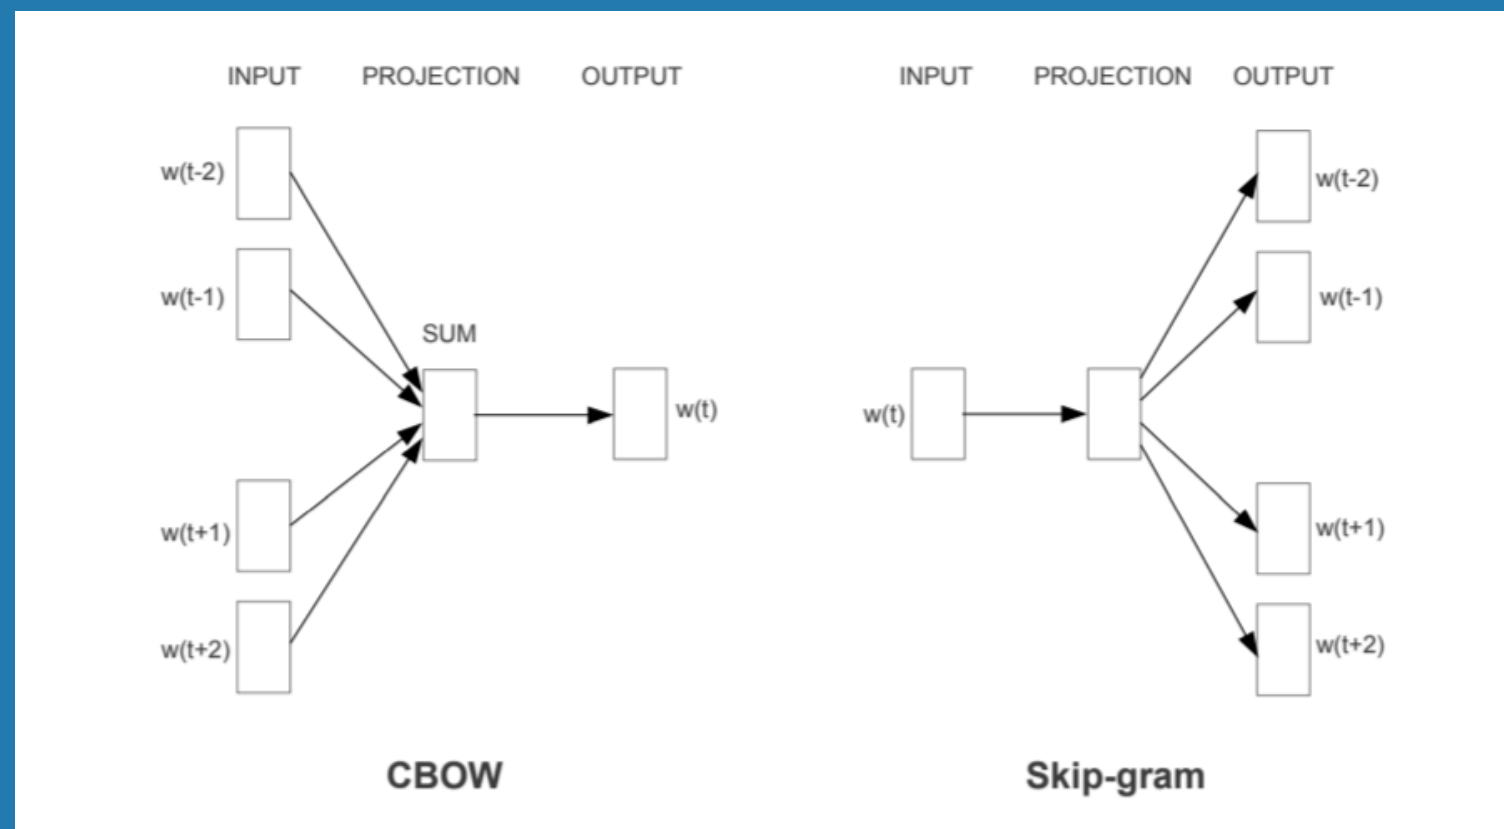 INPUT PROJECTION OUTPUT
w(t-2)
w(t-1)
SUM
w(t)
w(t+1)
w(t+2)
CBOW
INPUT PROJECTION OUTPUT
w(t-2)
w(t-1)
w(t)
w(t+1)
w(t+2)
Skip-gram